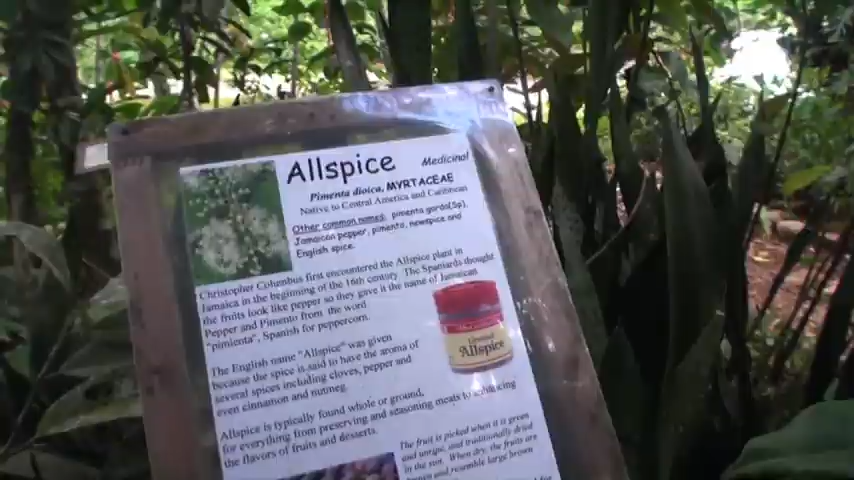 Allspice Medicinal
Pimenta dioica, MYRTACEAE
Native to Central America and Caribbean
Other common names: pimenta gorda(Sp),
Jamaican pepper, pimento, newspice and
English spice.
Christopher Columbus first encountered the Allspice plant in
Jamaica in the beginning of the 16th century. The Spaniards thought
the fruits look like pepper so they gave it the name of Jamaican
Pepper and Pimento from the word
"pimienta", Spanish for peppercorn.
Ground
Allspice
The English name "Allspice" was given
because the spice is said to have the aroma of
several spices including cloves, pepper and
even cinnamon and nutmeg.
Allspice is typically found whole or ground,
for everything from preserving and seasoning meats to enhancing
the flavors of fruits and desserts.
The fruit is picked when it is green
and unripe, and traditionally dried
in the sun. When dry, the fruits are
brown and resemble large brown